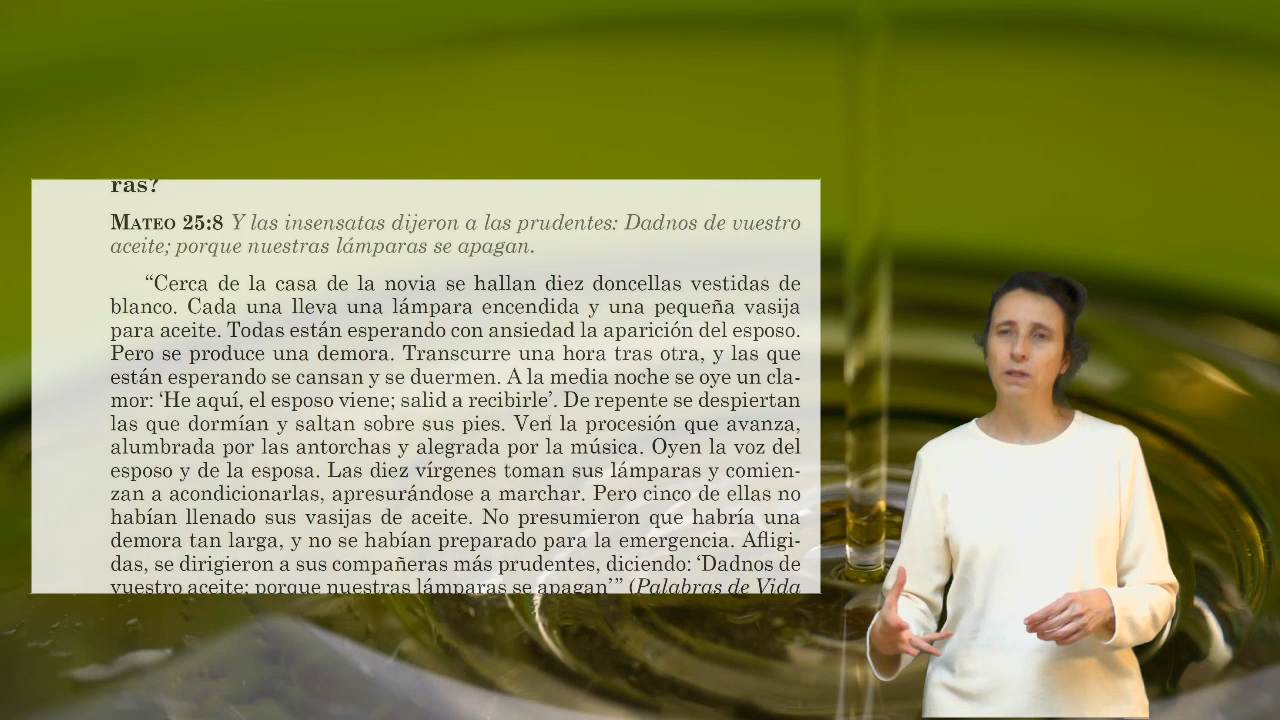 ras?
MATEO 25:8 Y las insensatas dijeron a las prudentes: Dadnos de vuestro
aceite; porque nuestras lámparas se apagan.
“Cerca de la casa de la novia se hallan diez doncellas vestidas de
blanco. Cada una lleva una lámpara encendida y una pequeña vasija
para aceite. Todas están esperando con ansiedad la aparición del esposo.
Pero se produce una demora. Transcurre una hora tras otra, y las que
están esperando se cansan y se duermen. A la media noche se oye un cla-
mor: ‘He aquí, el esposo viene; salid a recibirle’. De repente se despiertan
las que dormían y saltan sobre sus pies. Ven la procesión que avanza,
alumbrada por las antorchas y alegrada por la música. Oyen la voz del
esposo y de la esposa. Las diez vírgenes toman sus lámparas y comien-
zan a acondicionarlas, apresurándose a marchar. Pero cinco de ellas no
habían llenado sus vasijas de aceite. No presumieron que habría una
demora tan larga, y no se habían preparado para la emergencia. Afligi-
das, se dirigieron a sus compañeras más prudentes, diciendo: ‘Dadnos de
vuestro aceite; porque nuestras lámparas se apagan’” (Palabras de Vida